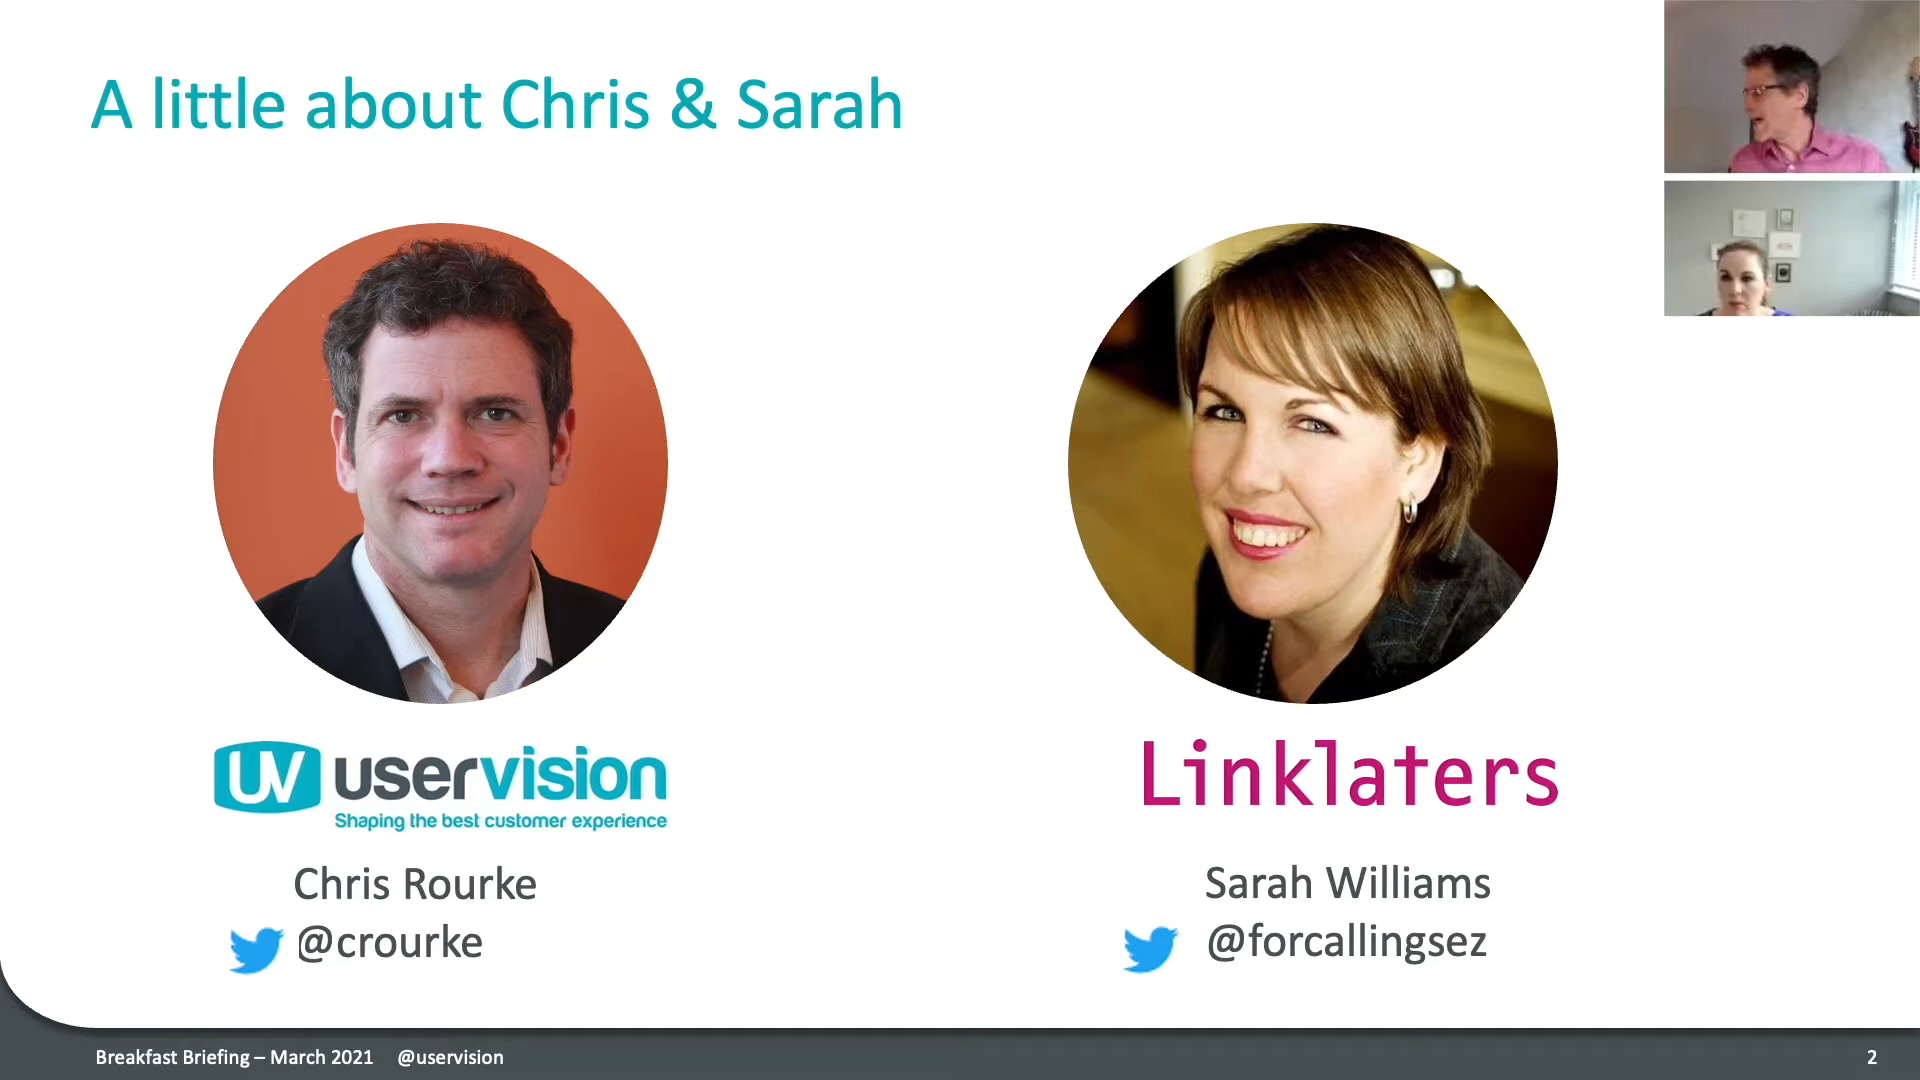 A little about Chris & Sarah
UV uservision
Shaping the best customer experience
Linklaters
Chris Rourke
@crourke
Sarah Williams
@forcallingsez
Breakfast Briefing – March 2021 @uservision
2